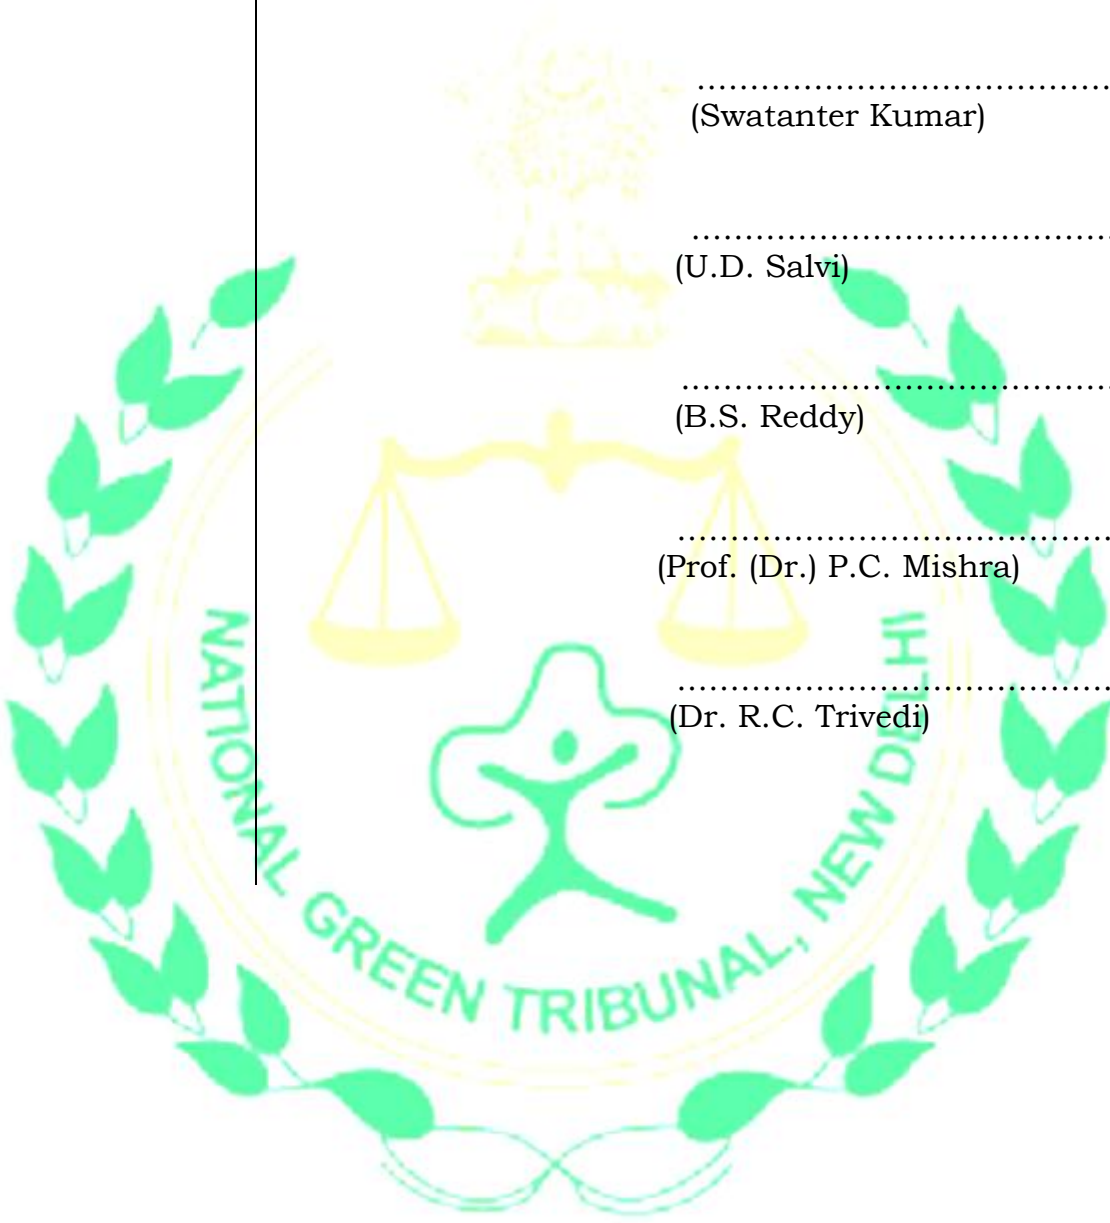 ..........................................
(Swatanter Kumar)
..........................................
(U.D. Salvi)
..........................................
(B.S. Reddy)
..........................................
(Prof. (Dr.) P.C. Mishra)
..........................................
(Dr. R.C. Trivedi)
NATIONAL GREEN TRIBUNAL, NEW DELHI